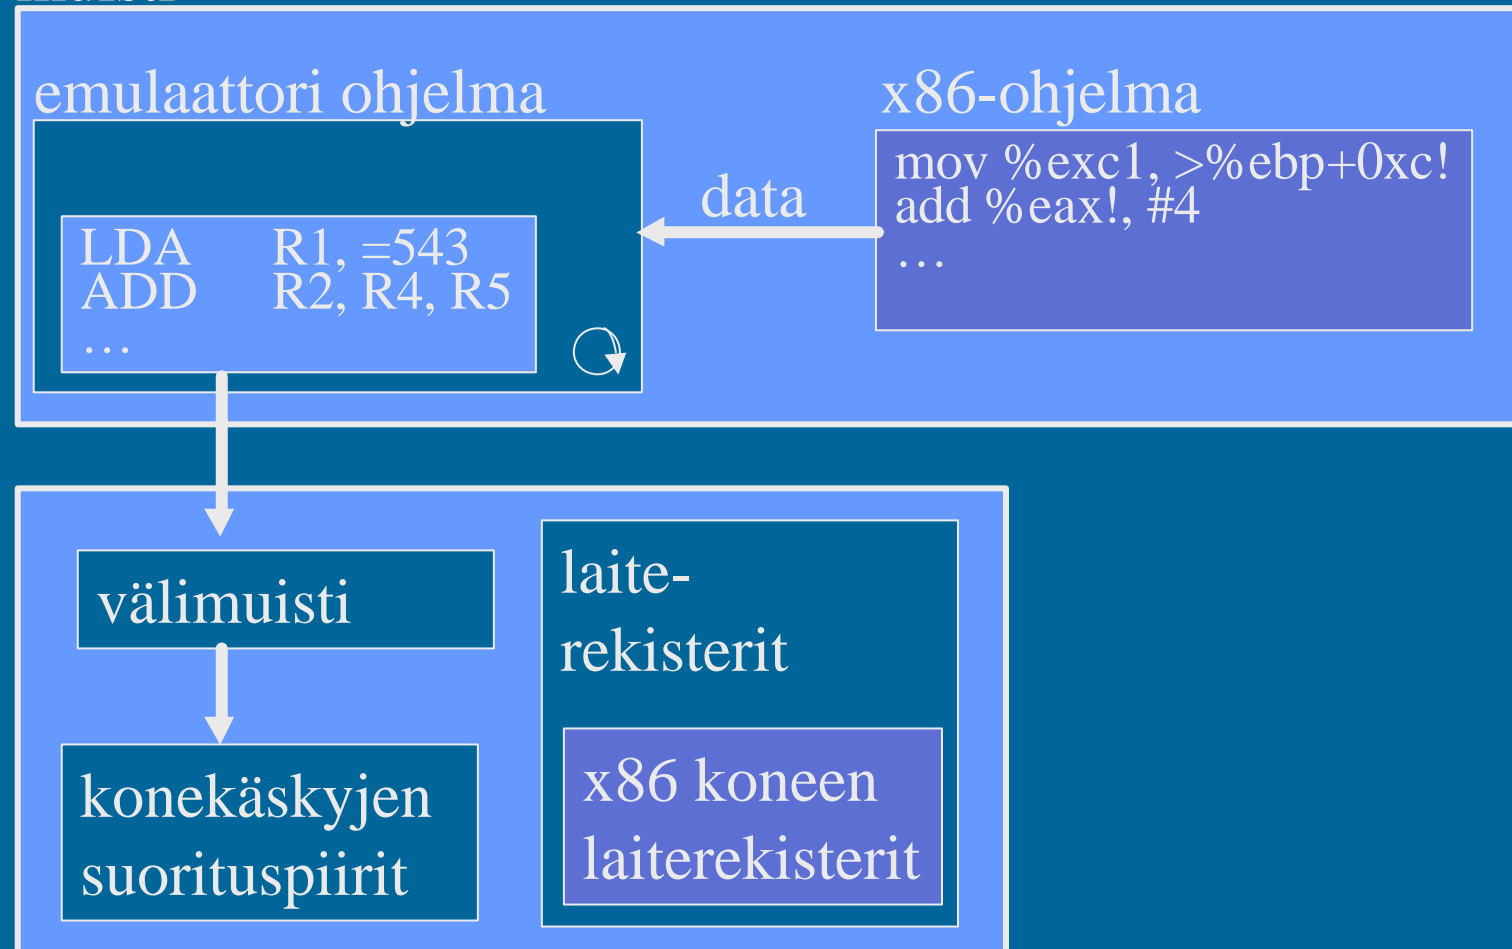 emulaattori ohjelma
x86-ohjelma
mov %exc1, >%ebp+0xc!
add %eax!, #4
…
data
LDA R1, =543
ADD R2, R4, R5
…
välimuisti
laite-
rekisterit
konekäskyjen
suorituspiirit
x86 koneen
laiterekisterit